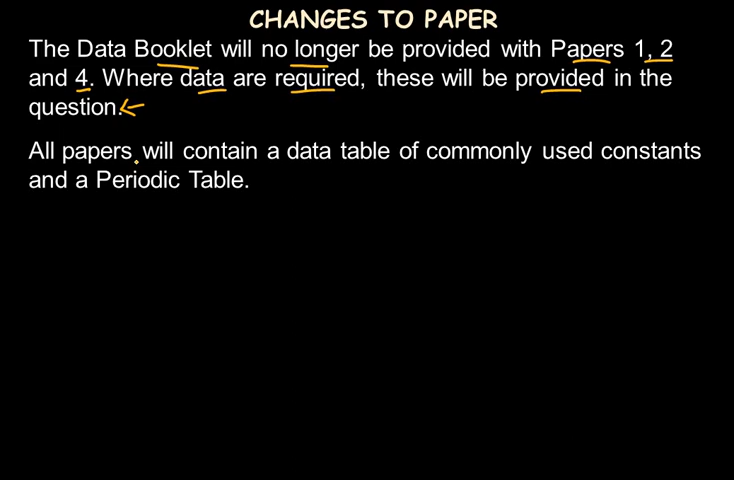 CHANGES TO PAPER
The Data Booklet will no longer be provided with Papers 1, 2
and 4. Where data are required, these will be provided in the
question.
All papers will contain a data table of commonly used constants
and a Periodic Table.